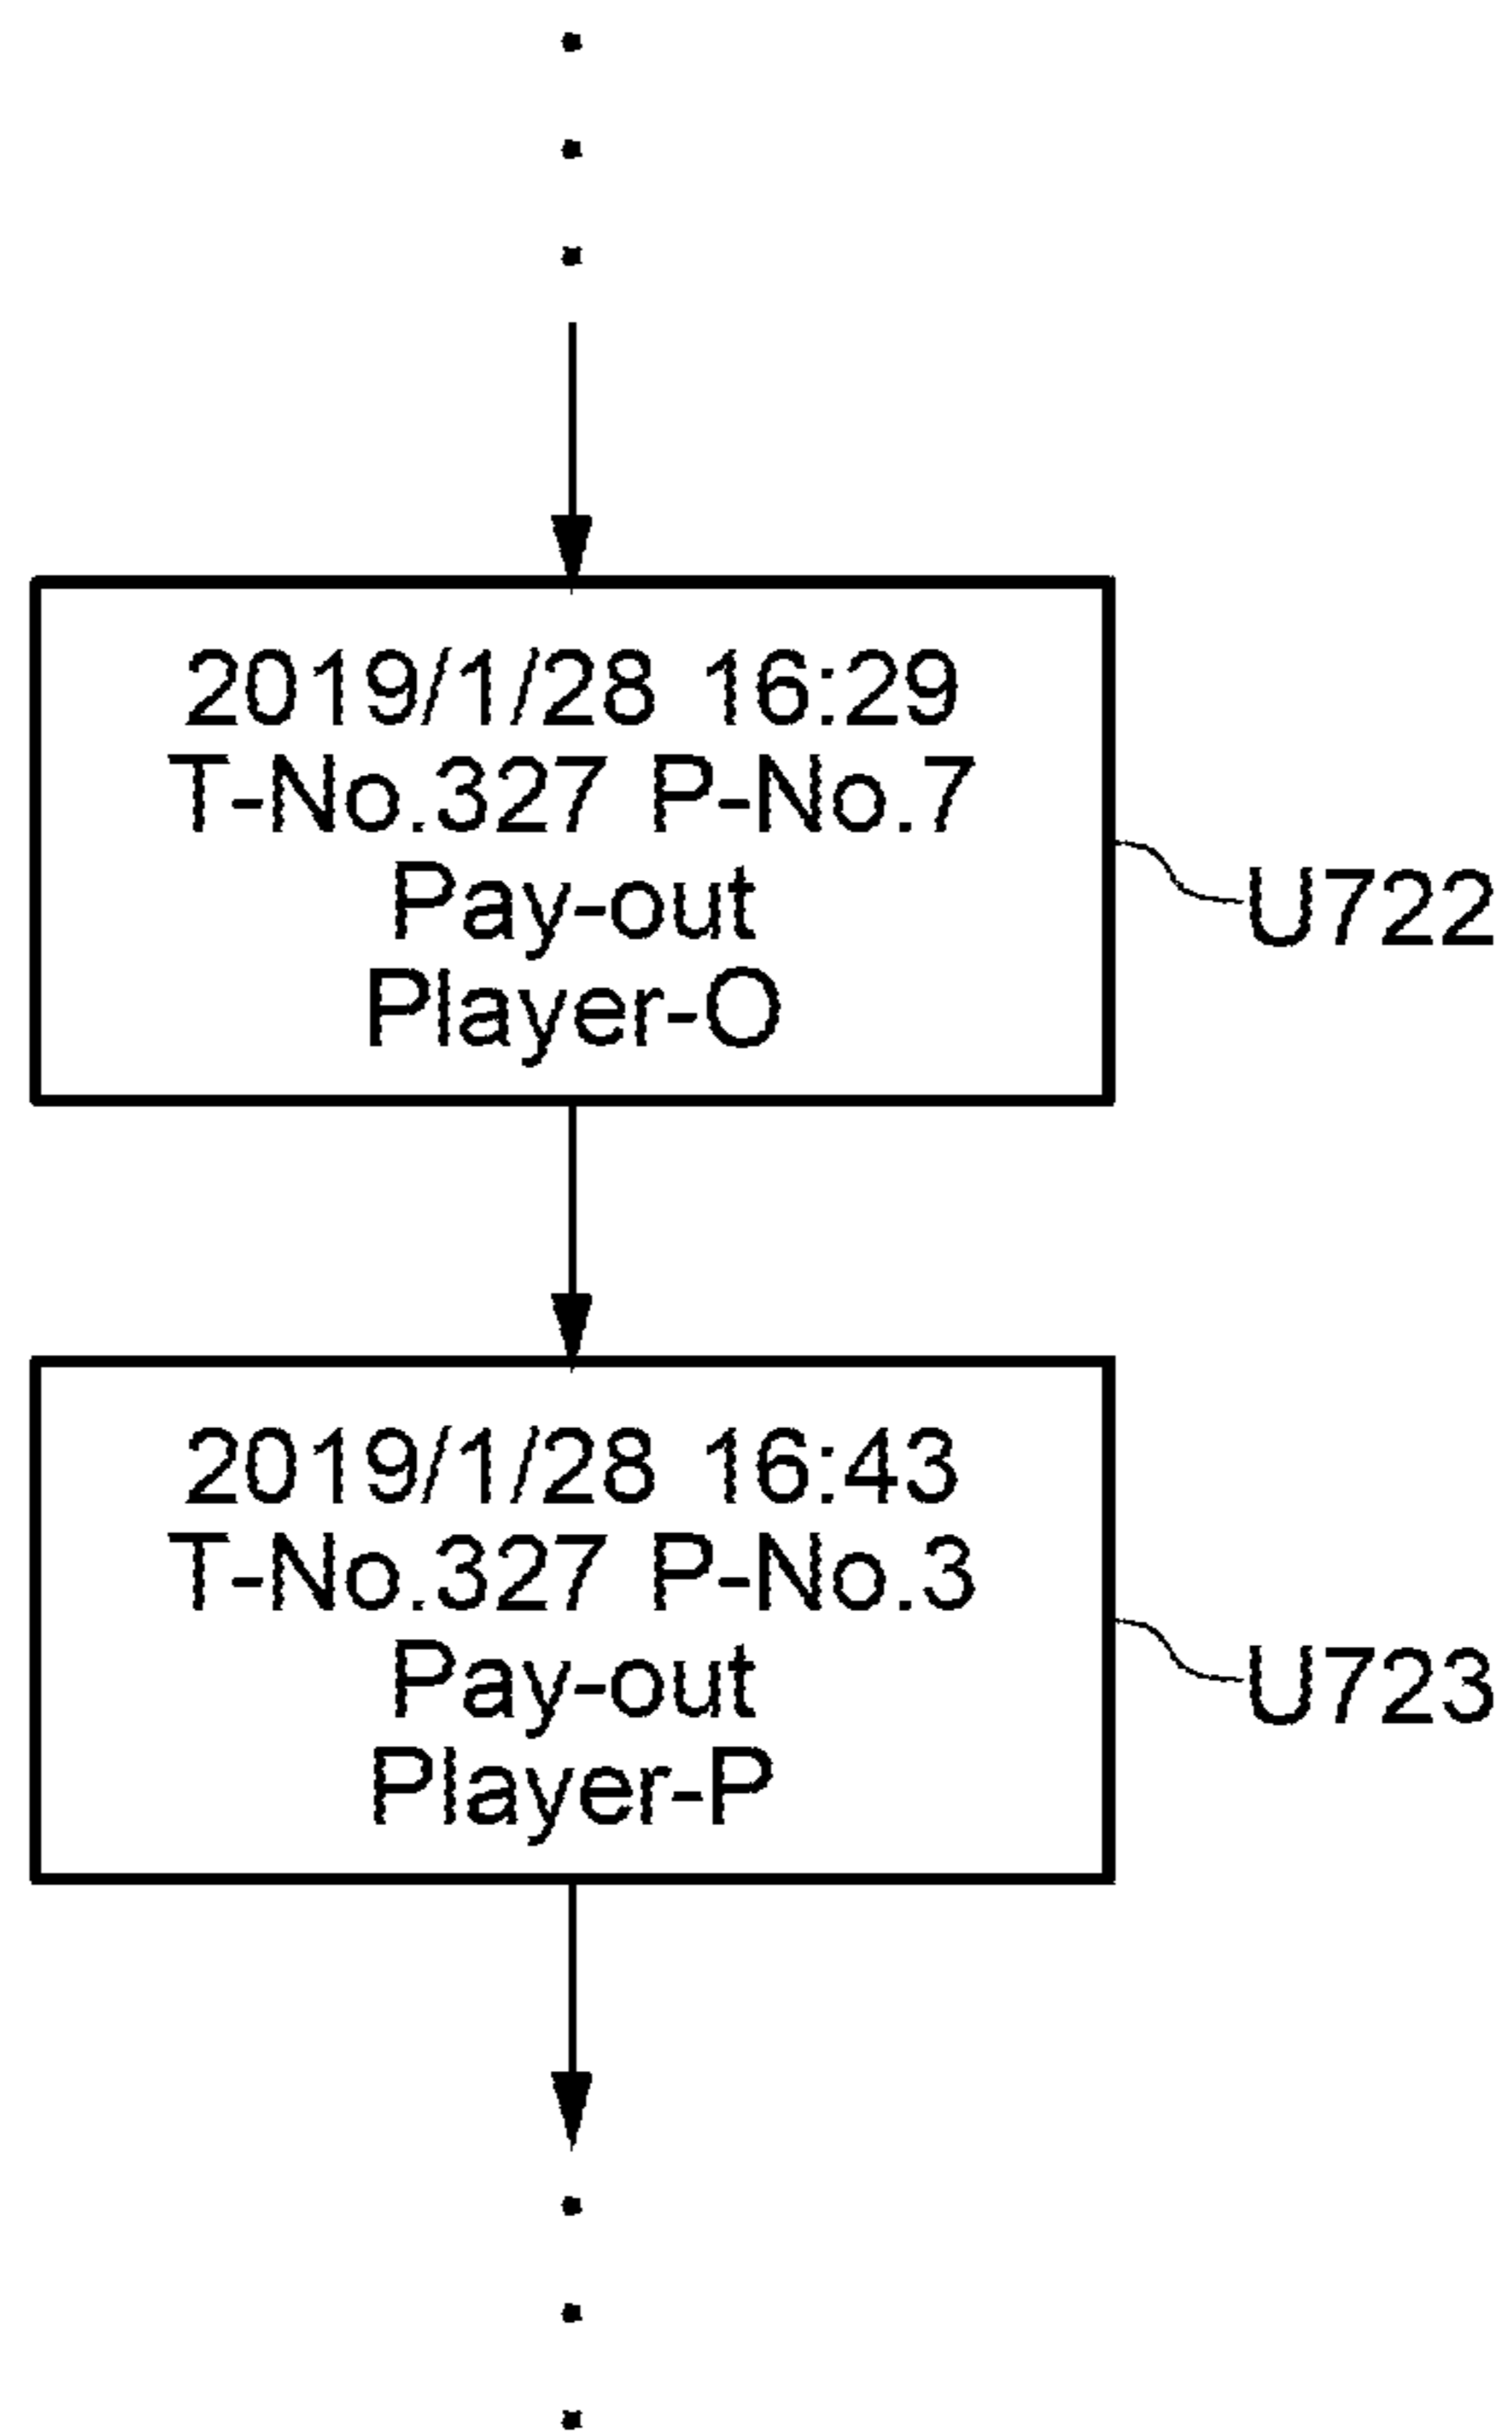 2019/1/28 16:29
T-No.327 P-No.7
Pay-out
Player-O
U722
2019/1/28 16:43
T-No.327 P-No.3
Pay-out
Player-P
U723